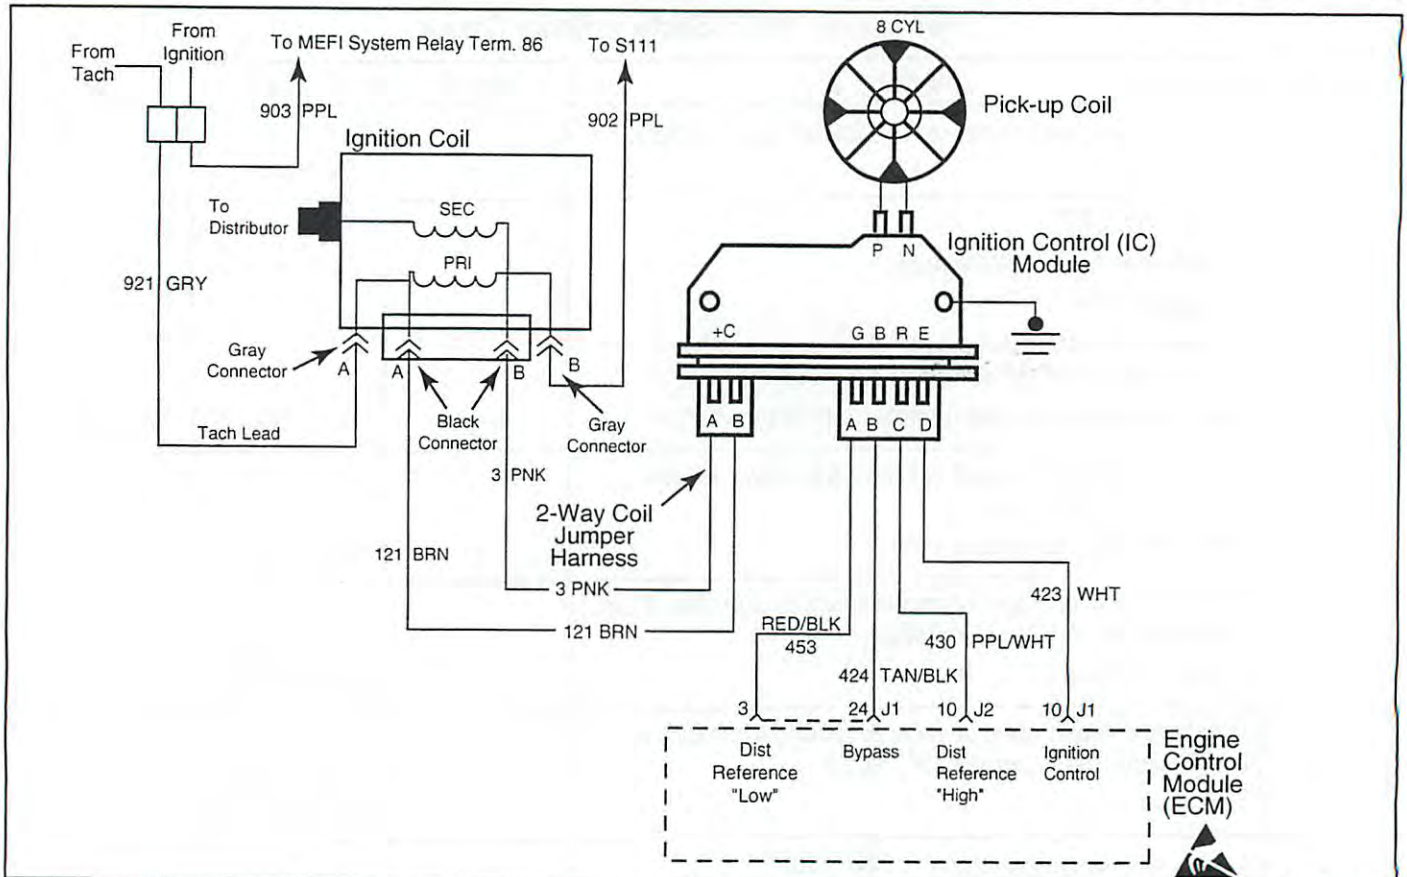 8 CYL
From Tach
From Ignition
To MEFI System Relay Term. 86
To S111
903 PPL
902 PPL
Pick-up Coil
Ignition Coil
To Distributor
SEC
PRI
P N
Ignition Control (IC)
Module
921 GRY
+C
G B R E
Gray
Connector
A
A
B
B
Black
Connector
Gray
Connector
A B
A B C D
Tach Lead
3 PNK
2-Way Coil
Jumper
Harness
121 BRN
3 PNK
423 WHT
RED/BLK
453
121 BRN
430 PPL/WHT
424 TAN/BLK
3
24 J1
10 J2
10 J1
Dist
Reference
"Low"
Bypass
Dist
Reference
"High"
Ignition
Control
Engine
Control
Module
(ECM)